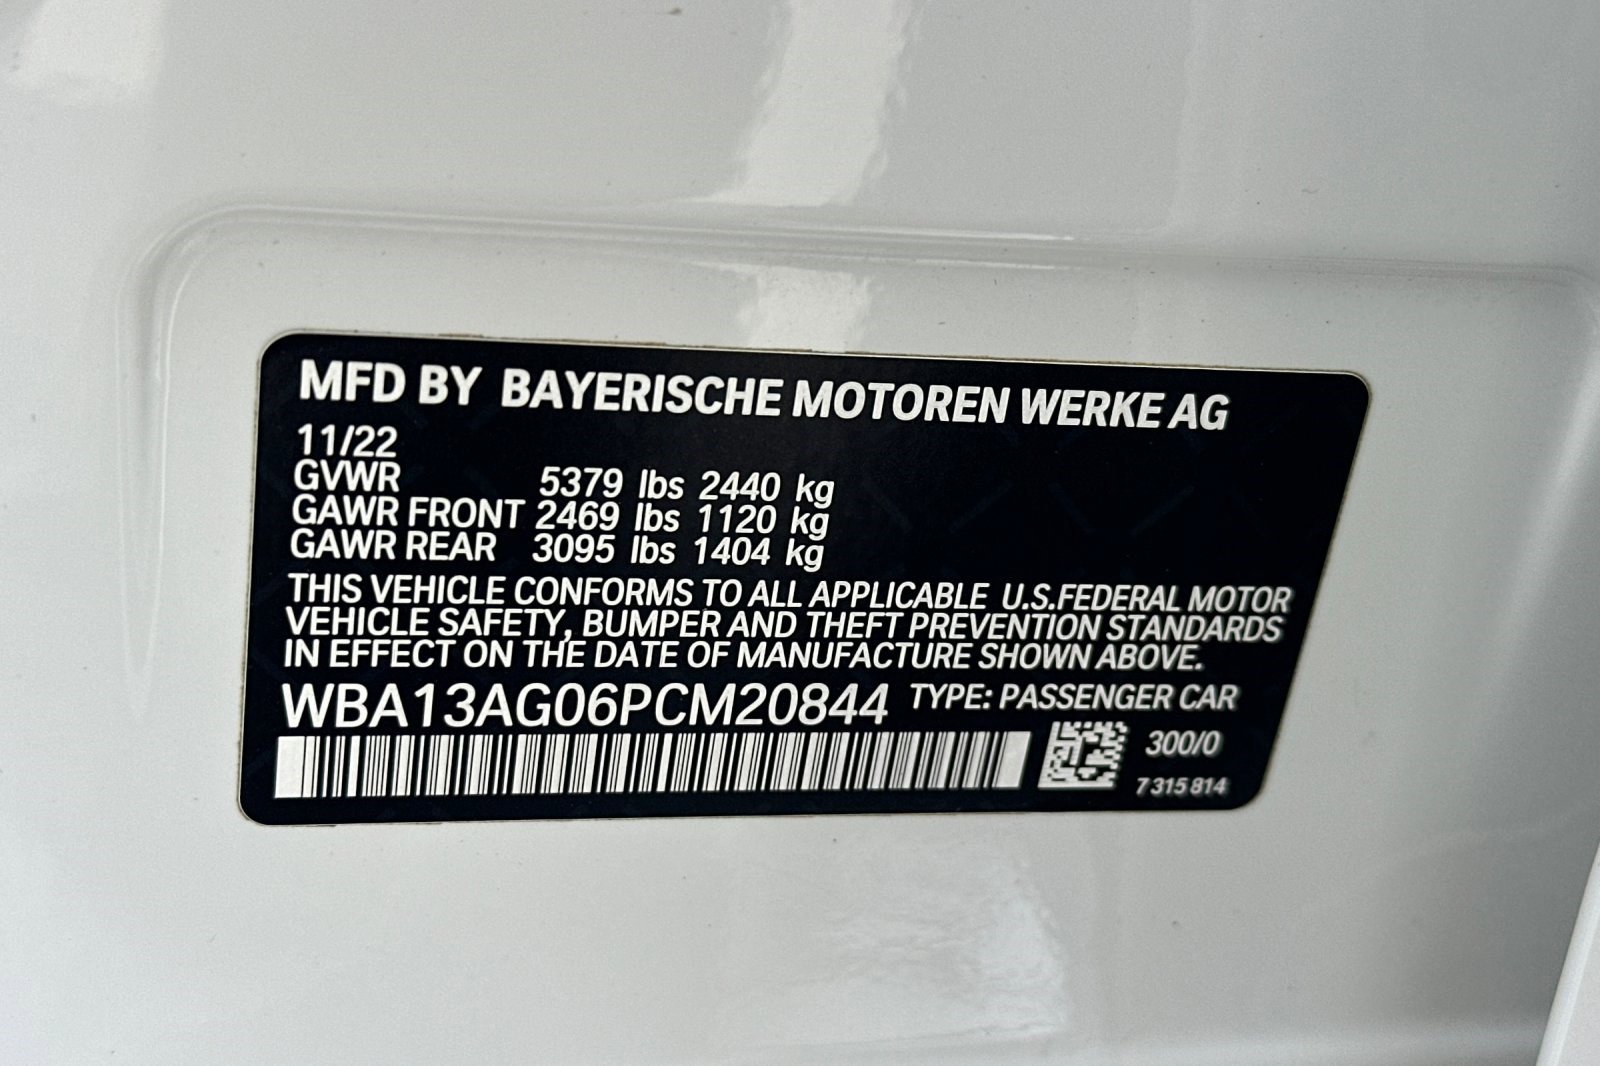 MFD BY BAYERISCHE MOTOREN WERKE AG
11/22
GVWR 5379 lbs 2440 kg
GAWR FRONT 2469 lbs 1120 kg
GAWR REAR 3095 lbs 1404 kg
THIS VEHICLE CONFORMS TO ALL APPLICABLE U.S.FEDERAL MOTOR
VEHICLE SAFETY, BUMPER AND THEFT PREVENTION STANDARDS
IN EFFECT ON THE DATE OF MANUFACTURE SHOWN ABOVE.
WBA13AG06PCM20844 TYPE: PASSENGER CAR
300/0
7 315 814